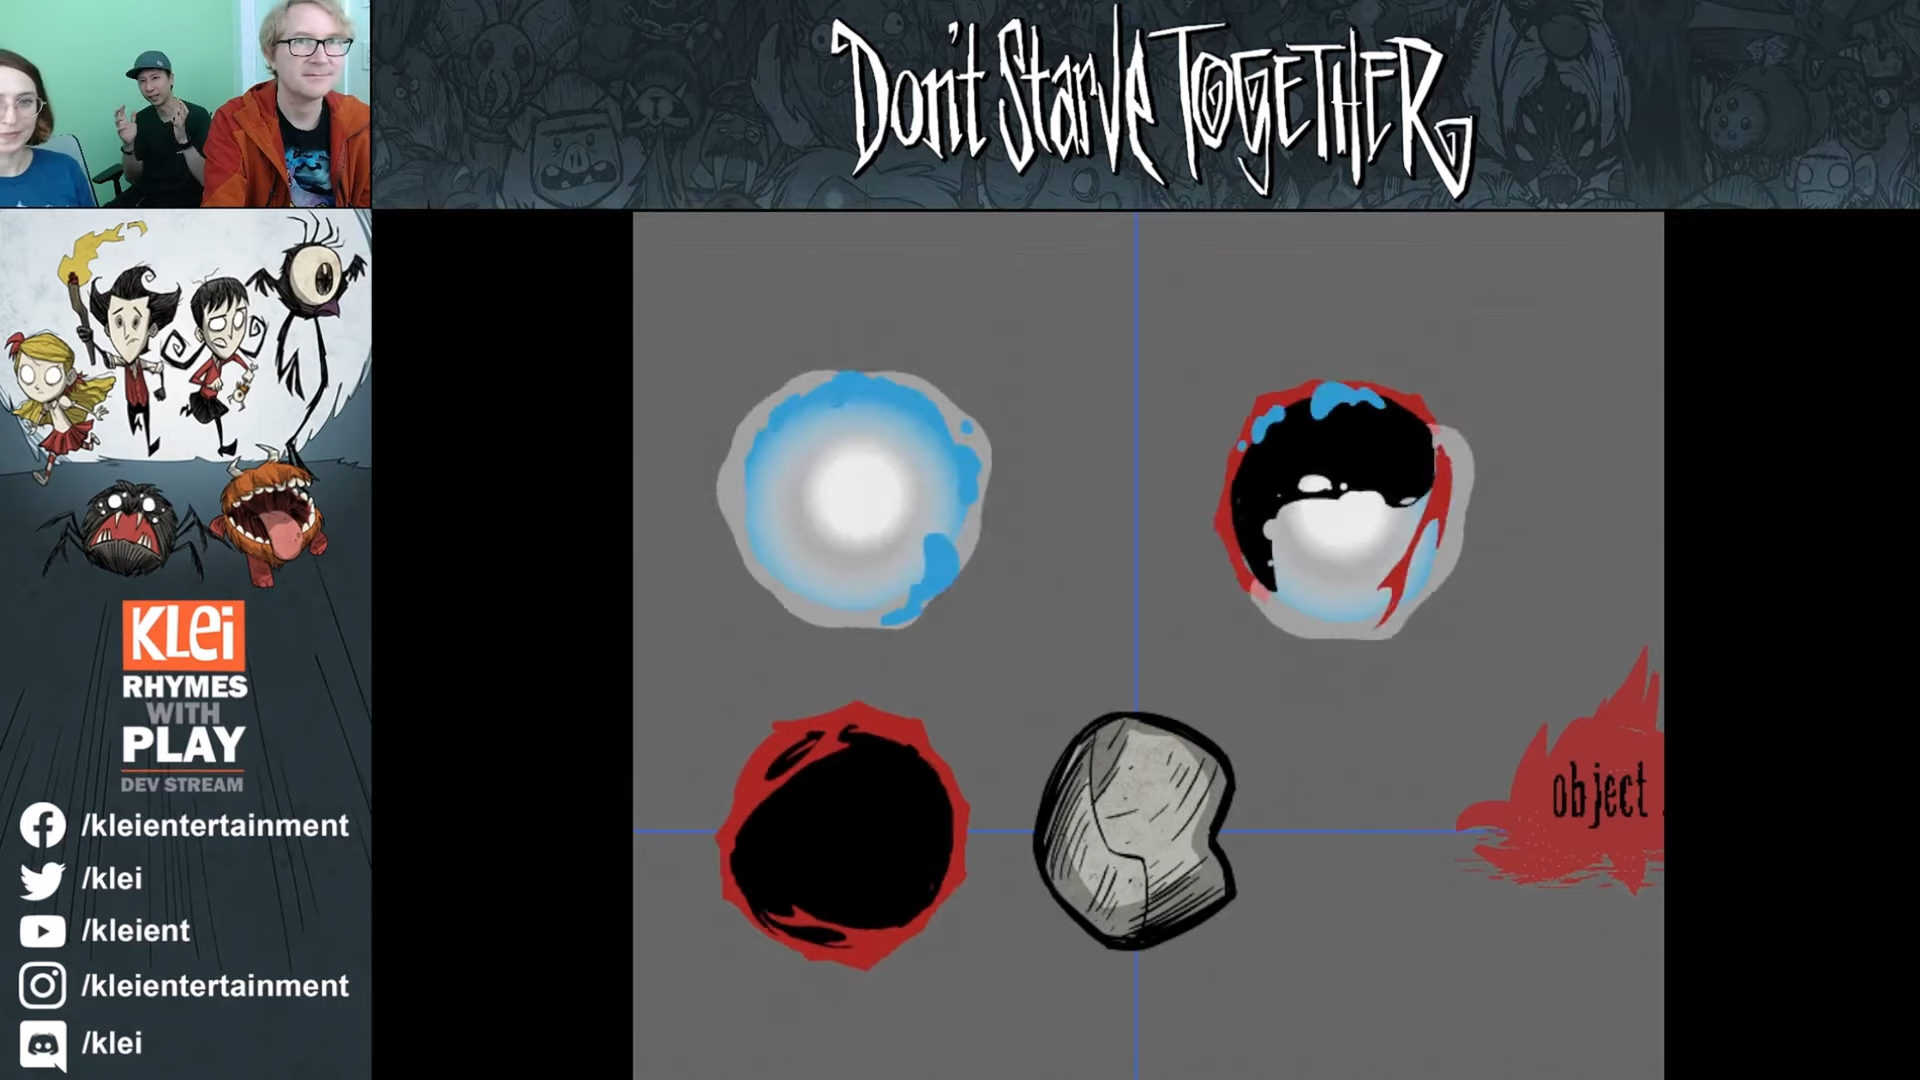 Don't Starve TOGETHER
KLei
RHYMES
WITH
PLAY
DEV STREAM
/kleientertainment
/klei
/kleient
/kleientertainment
/klei
object